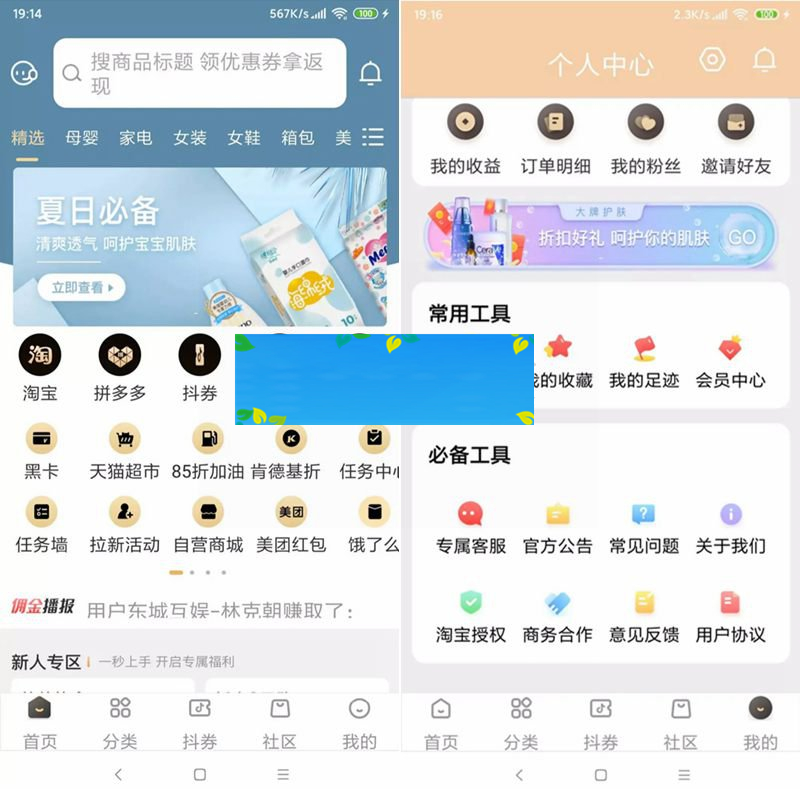 19:14
567K/s
100
搜商品标题 领优惠券拿返
现
精选
母婴
家电
女装
女鞋
箱包
美
夏日必备
清爽透气 呵护宝宝肌肤
立即查看
海绵绒
淘
淘宝
拼多多
抖券
黑卡
天猫超市
85折加油
肯德基折
任务中心
任务墙
拉新活动
自营商城
美团
美团红包
饿了么
佣金播报
用户东城互娱-林克朝赚取了:
新人专区
一秒上手 开启专属福利
首页
分类
抖券
社区
我的
19:16
2.3K/s
100
个人中心
我的收益
订单明细
我的粉丝
邀请好友
大牌护肤
折扣好礼 呵护你的肌肤
GO
Cera
常用工具
我的收藏
我的足迹
会员中心
必备工具
专属客服
官方公告
常见问题
关于我们
淘宝授权
商务合作
意见反馈
用户协议
首页
分类
抖券
社区
我的